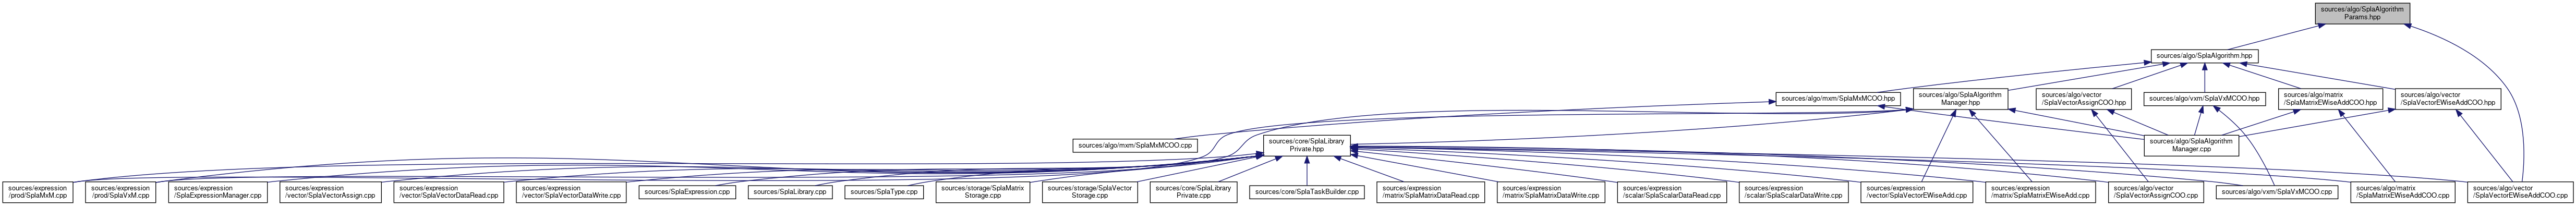 sources/algo/SplaAlgorithm
Params.hpp
sources/algo/SplaAlgorithm.hpp
sources/algo/mxm/SplaMxMCOO.hpp
sources/algo/SplaAlgorithm
Manager.hpp
sources/algo/vector
/SplaVectorAssignCOO.hpp
sources/algo/vxm/SplaVxMCOO.hpp
sources/algo/matrix
/SplaMatrixEWiseAddCOO.hpp
sources/algo/vector
/SplaVectorEWiseAddCOO.hpp
sources/algo/mxm/SplaMxMCOO.cpp
sources/core/SplaLibrary
Private.hpp
sources/algo/SplaAlgorithm
Manager.cpp
sources/expression
/prod/SplaMxM.cpp
sources/expression
/prod/SplaVxM.cpp
sources/expression
/SplaExpressionManager.cpp
sources/expression
/vector/SplaVectorAssign.cpp
sources/expression
/vector/SplaVectorDataRead.cpp
sources/expression
/vector/SplaVectorDataWrite.cpp
sources/SplaExpression.cpp
sources/SplaLibrary.cpp
sources/SplaType.cpp
sources/storage/SplaMatrix
Storage.cpp
sources/storage/SplaVector
Storage.cpp
sources/core/SplaLibrary
Private.cpp
sources/core/SplaTaskBuilder.cpp
sources/expression
/matrix/SplaMatrixDataRead.cpp
sources/expression
/matrix/SplaMatrixDataWrite.cpp
sources/expression
/scalar/SplaScalarDataRead.cpp
sources/expression
/scalar/SplaScalarDataWrite.cpp
sources/expression
/vector/SplaVectorEWiseAdd.cpp
sources/expression
/matrix/SplaMatrixEWiseAdd.cpp
sources/algo/vector
/SplaVectorAssignCOO.cpp
sources/algo/vxm/SplaVxMCOO.cpp
sources/algo/matrix
/SplaMatrixEWiseAddCOO.cpp
sources/algo/vector
/SplaVectorEWiseAddCOO.cpp